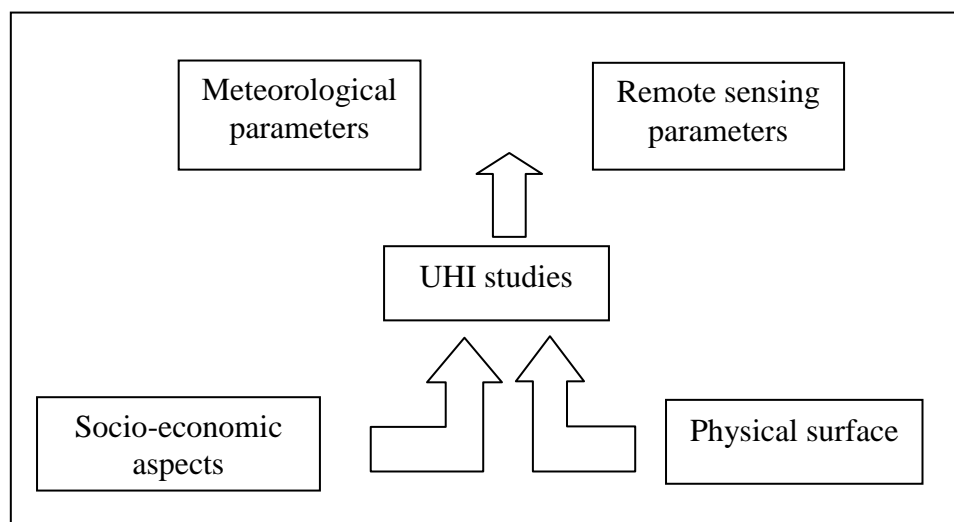 Meteorological
parameters
Remote sensing
parameters
UHI studies
Socio-economic
aspects
Physical surface